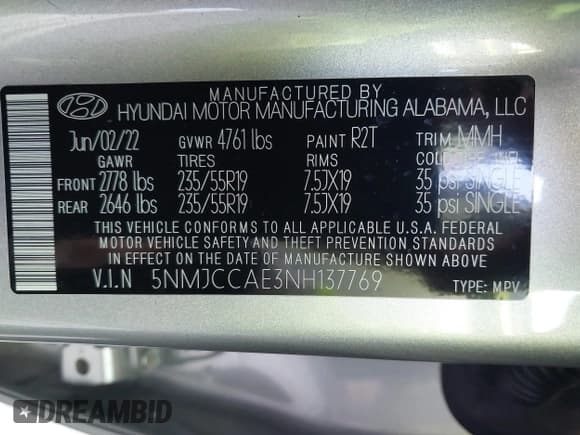 MANUFACTURED BY
HYUNDAI MOTOR MANUFACTURING ALABAMA, LLC
Jun/02/22 GVWR 4761 lbs PAINT R2T TRIM MMH
GAWR TIRES RIMS COLD TIRE INFL
FRONT 2778 lbs 235/55R19 7.5JX19 35 psi SINGLE
REAR 2646 lbs 235/55R19 7.5JX19 35 psi SINGLE
THIS VEHICLE CONFORMS TO ALL APPLICABLE U.S.A. FEDERAL
MOTOR VEHICLE SAFETY AND THEFT PREVENTION STANDARDS
IN EFFECT ON THE DATE OF MANUFACTURE SHOWN ABOVE
V.I.N 5NMJCCAE3NH137769 TYPE: MPV
DREAMBID